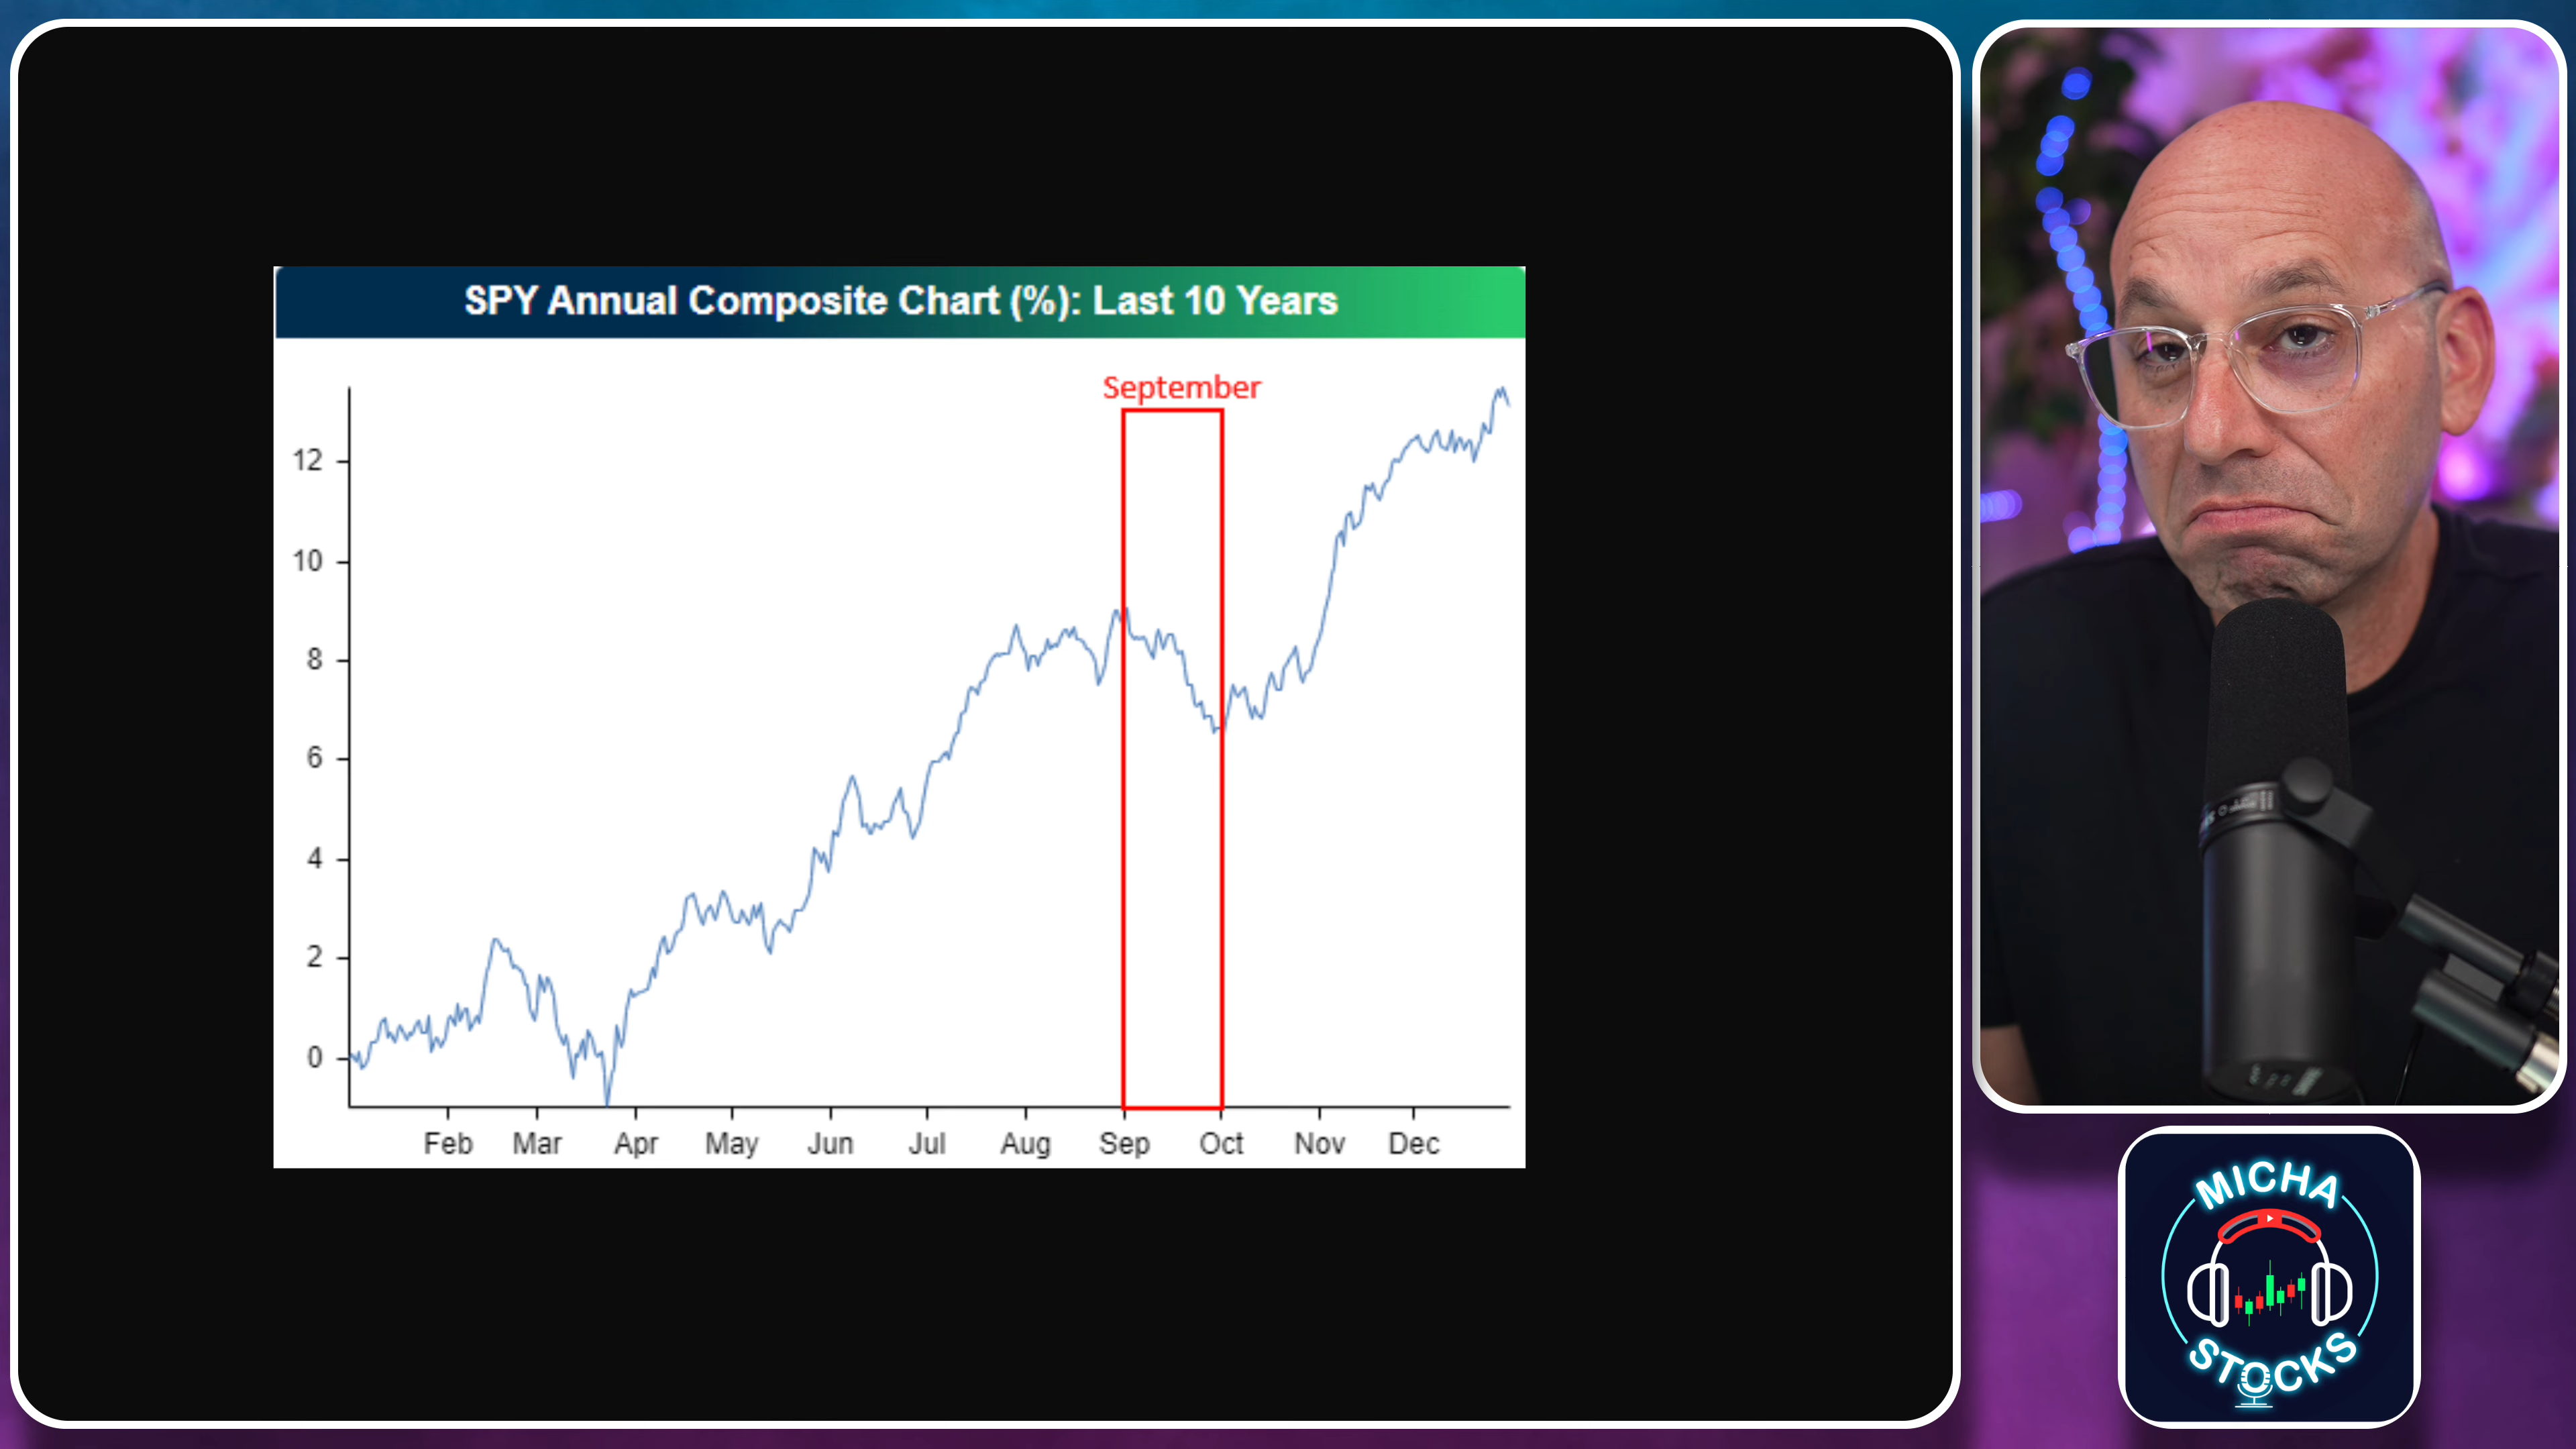 SPY Annual Composite Chart (%): Last 10 Years
September
12
10
8
6
4
2
0
Feb Mar Apr May Jun Jul Aug Sep Oct Nov Dec
MICHA
STOCKS